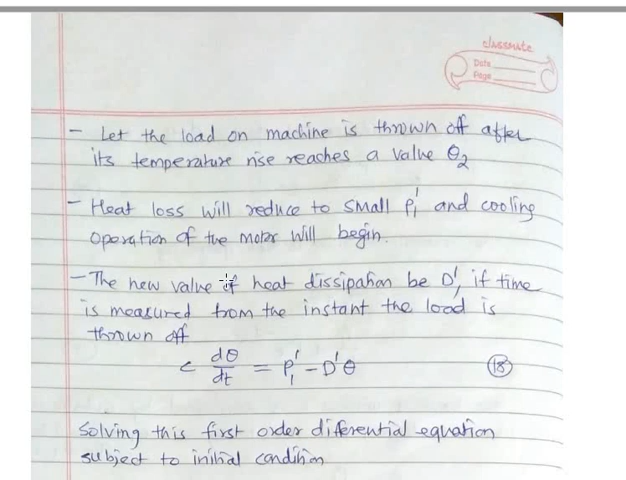 classmate
Date
Page
- Let the load on machine is thrown off after
its temperature rise reaches a value θ₂
- Heat loss will reduce to small P₁' and cooling
operation of the motor will begin.
- The new value of heat dissipation be D', if time
is measured from the instant the load is
thrown off
C dθ/dt = P₁' - D'θ (18)
Solving this first order differential equation
subject to initial condition